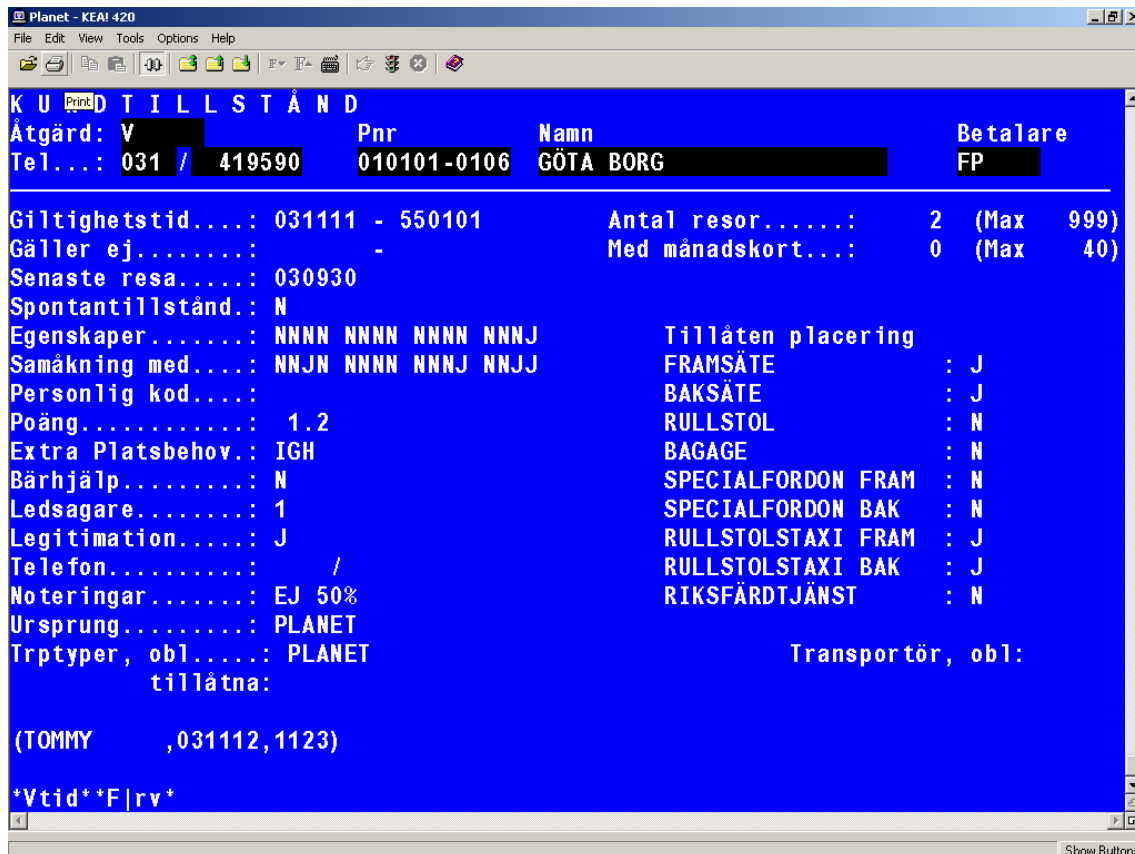 Planet - KEA! 420
File Edit View Tools Options Help
K U Print D T I L L S T Å N D
Åtgärd: V Pnr Namn Betalare
Tel...: 031 / 419590 010101-0106 GÖTA BORG FP
Giltighetstid....: 031111 - 550101 Antal resor......: 2 (Max 999)
Gäller ej........: - Med månadskort...: 0 (Max 40)
Senaste resa.....: 030930
Spontantillstånd.: N
Egenskaper.......: NNNN NNNN NNNN NNNJ Tillåten placering
Samåkning med....: NNJN NNNN NNNJ NNJJ FRAMSÄTE : J
Personlig kod....: BAKSÄTE : J
Poäng............: 1.2 RULLSTOL : N
Extra Platsbehov.: IGH BAGAGE : N
Bärhjälp.........: N SPECIALFORDON FRAM : N
Ledsagare........: 1 SPECIALFORDON BAK : N
Legitimation.....: J RULLSTOLSTAXI FRAM : J
Telefon..........: / RULLSTOLSTAXI BAK : J
Noteringar.......: EJ 50% RIKSFÄRDTJÄNST : N
Ursprung.........: PLANET
Trptyper, obl.....: PLANET Transportör, obl:
tillåtna:
(TOMMY ,031112,1123)
*Vtid**F|rv*
Show Button